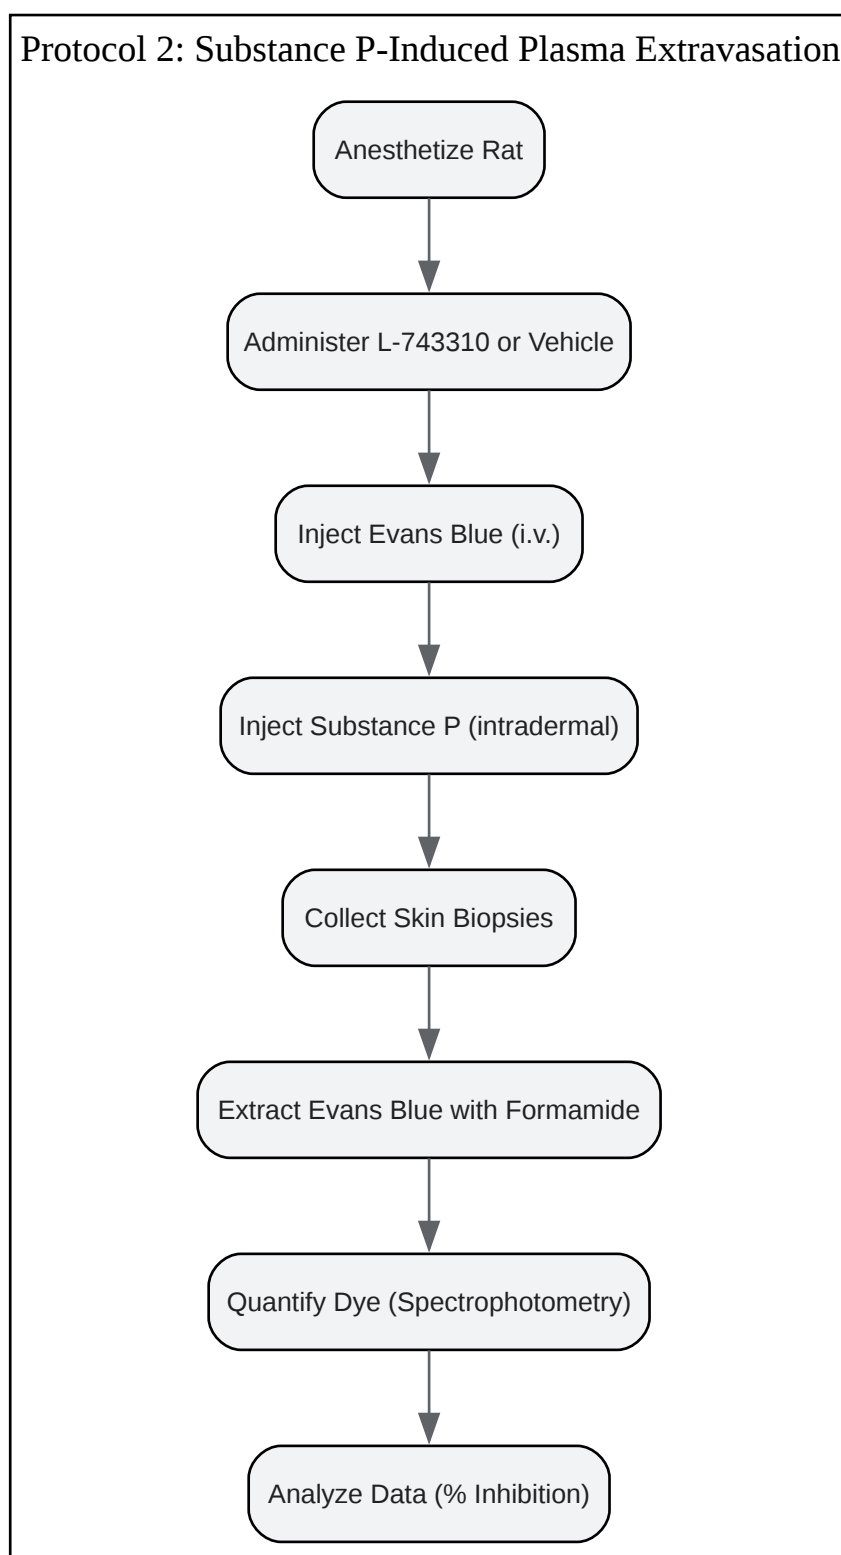 Protocol 2: Substance P-Induced Plasma Extravasation
Anesthetize Rat
Administer L-743310 or Vehicle
Inject Evans Blue (i.v.)
Inject Substance P (intradermal)
Collect Skin Biopsies
Extract Evans Blue with Formamide
Quantify Dye (Spectrophotometry)
Analyze Data (% Inhibition)